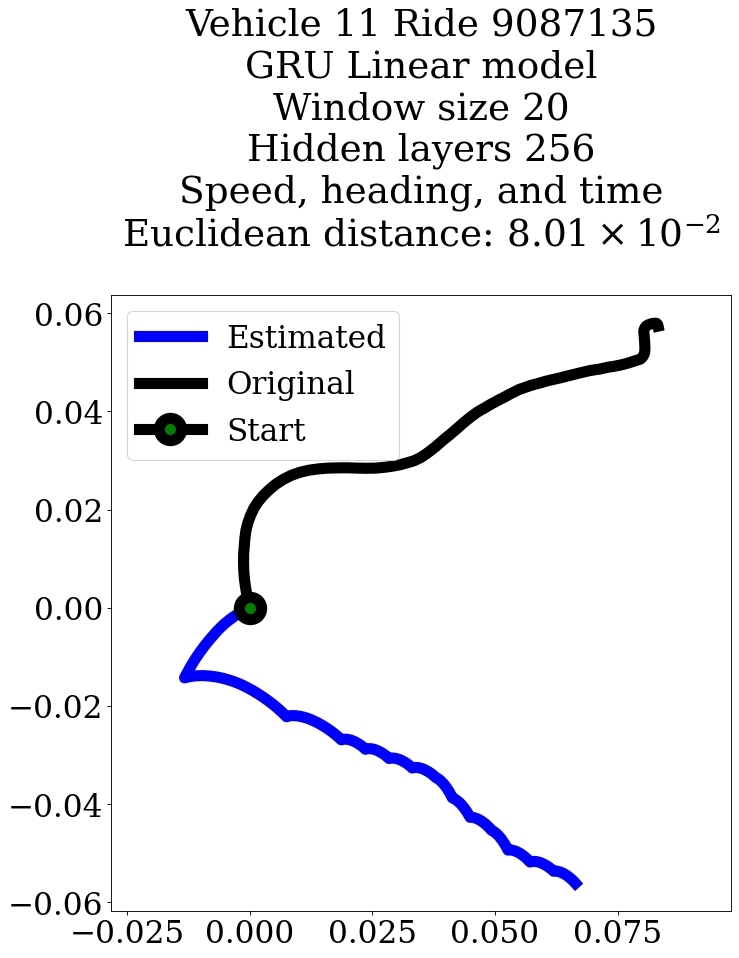 Vehicle 11 Ride 9087135
GRU Linear model
Window size 20
Hidden layers 256
Speed, heading, and time
Euclidean distance: 8.01 × 10⁻²
Estimated
Original
Start
0.06
0.04
0.02
0.00
−0.02
−0.04
−0.06
−0.025 0.000 0.025 0.050 0.075